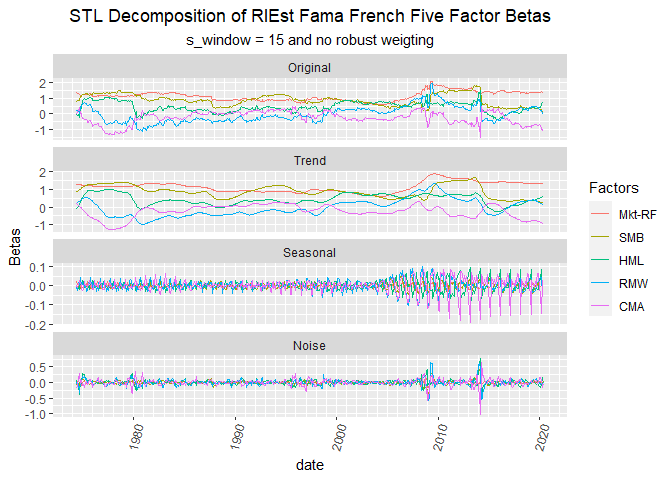 STL Decomposition of RlEst Fama French Five Factor Betas
s_window = 15 and no robust weigting
Original
2
1
0
-1
Trend
2
1
0
-1
Seasonal
0.1
0.0
-0.1
-0.2
Noise
0.5
0.0
-0.5
-1.0
Betas
1980
1990
2000
2010
2020
date
Factors
Mkt-RF
SMB
HML
RMW
CMA